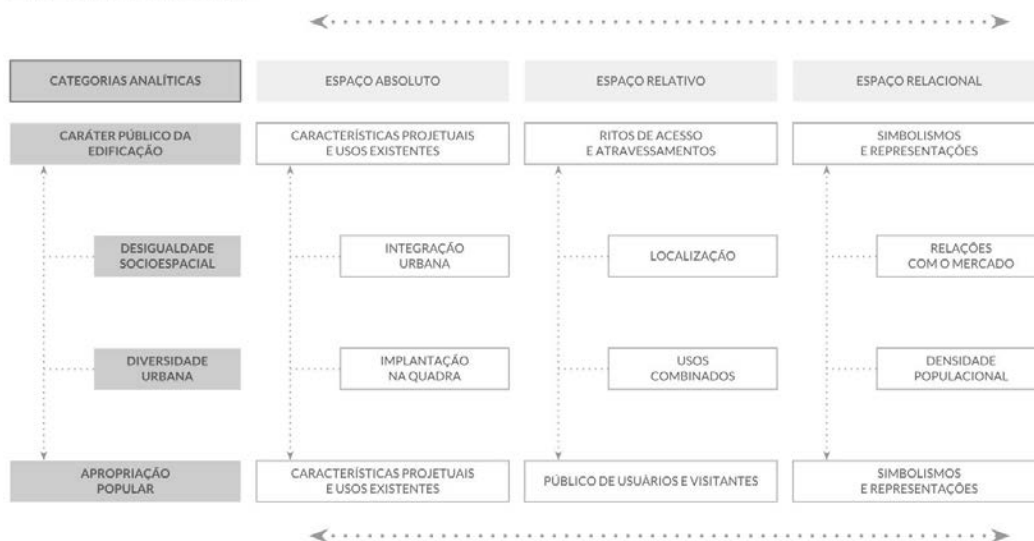 CATEGORIAS ANALÍTICAS
ESPAÇO ABSOLUTO
ESPAÇO RELATIVO
ESPAÇO RELACIONAL
CARÁTER PÚBLICO DA
EDIFICAÇÃO
CARACTERÍSTICAS PROJETUAIS
E USOS EXISTENTES
RITOS DE ACESSO
E ATRAVESSAMENTOS
SIMBOLISMOS
E REPRESENTAÇÕES
DESIGUALDADE
SOCIOESPACIAL
INTEGRAÇÃO
URBANA
LOCALIZAÇÃO
RELAÇÕES
COM O MERCADO
DIVERSIDADE
URBANA
IMPLANTAÇÃO
NA QUADRA
USOS
COMBINADOS
DENSIDADE
POPULACIONAL
APROPRIAÇÃO
POPULAR
CARACTERÍSTICAS PROJETUAIS
E USOS EXISTENTES
PÚBLICO DE USUÁRIOS E VISITANTES
SIMBOLISMOS
E REPRESENTAÇÕES